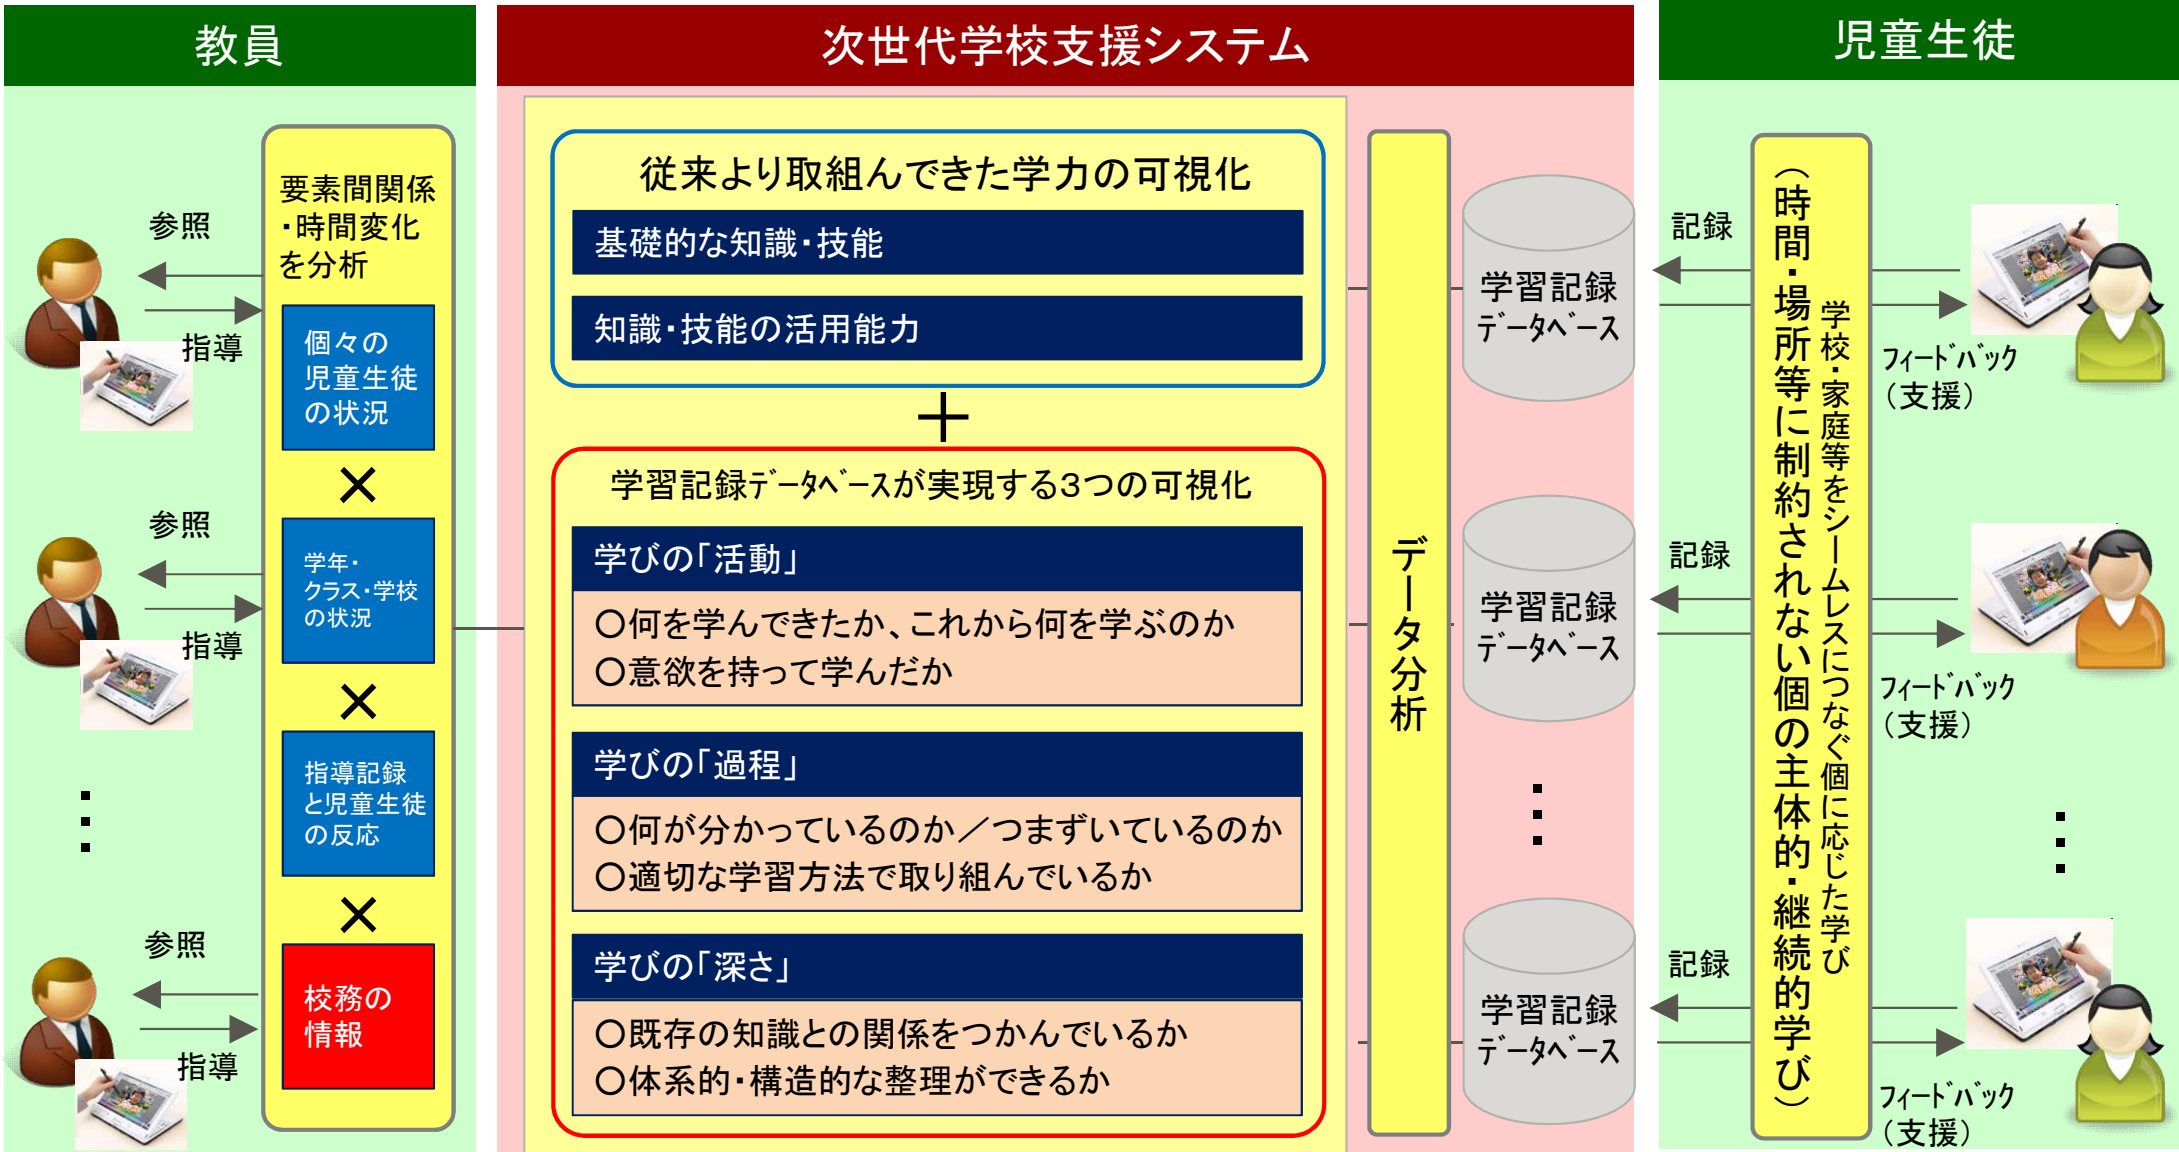 教員
次世代学校支援システム
児童生徒
要素間関係
・時間変化
を分析
参照
指導
個々の
児童生徒
の状況
×
参照
指導
学年・
クラス・学校
の状況
×
指導記録
と児童生徒
の反応
⋮
×
参照
指導
校務の
情報
従来より取組んできた学力の可視化
基礎的な知識・技能
知識・技能の活用能力
＋
学習記録ﾃﾞｰﾀﾍﾞｰｽが実現する3つの可視化
学びの「活動」
○何を学んできたか、これから何を学ぶのか
○意欲を持って学んだか
学びの「過程」
○何が分かっているのか／つまずいているのか
○適切な学習方法で取り組んでいるか
学びの「深さ」
○既存の知識との関係をつかんでいるか
○体系的・構造的な整理ができるか
データ分析
学習記録
ﾃﾞｰﾀﾍﾞｰｽ
学習記録
ﾃﾞｰﾀﾍﾞｰｽ
⋮
学習記録
ﾃﾞｰﾀﾍﾞｰｽ
学校・家庭等をシームレスにつなぐ個に応じた学び
（時間・場所等に制約されない個の主体的・継続的学び）
記録
ﾌｨｰﾄﾞﾊﾞｯｸ
（支援）
記録
ﾌｨｰﾄﾞﾊﾞｯｸ
（支援）
⋮
記録
ﾌｨｰﾄﾞﾊﾞｯｸ
（支援）